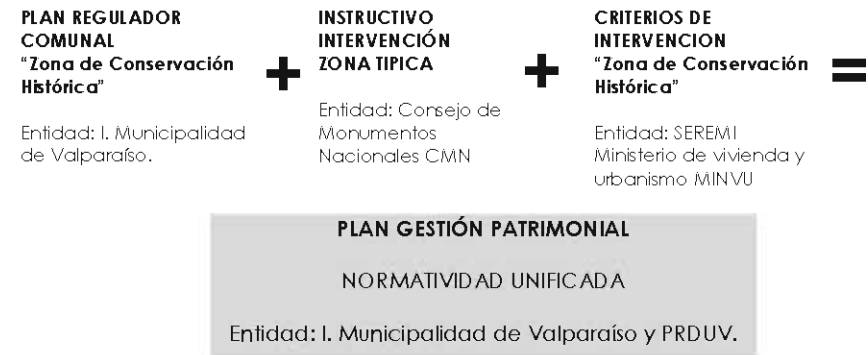 PLAN REGULADOR
COMUNAL
“Zona de Conservación
Histórica”
Entidad: I. Municipalidad
de Valparaíso.
+
INSTRUCTIVO
INTERVENCIÓN
ZONA TIPICA
Entidad: Consejo de
Monumentos
Nacionales CMN
+
CRITERIOS DE
INTERVENCION
“Zona de Conservación
Histórica”
Entidad: SEREMI
Ministerio de vivienda y
urbanismo MINVU
=
PLAN GESTIÓN PATRIMONIAL
NORMATIVIDAD UNIFICADA
Entidad: I. Municipalidad de Valparaíso y PRDUV.